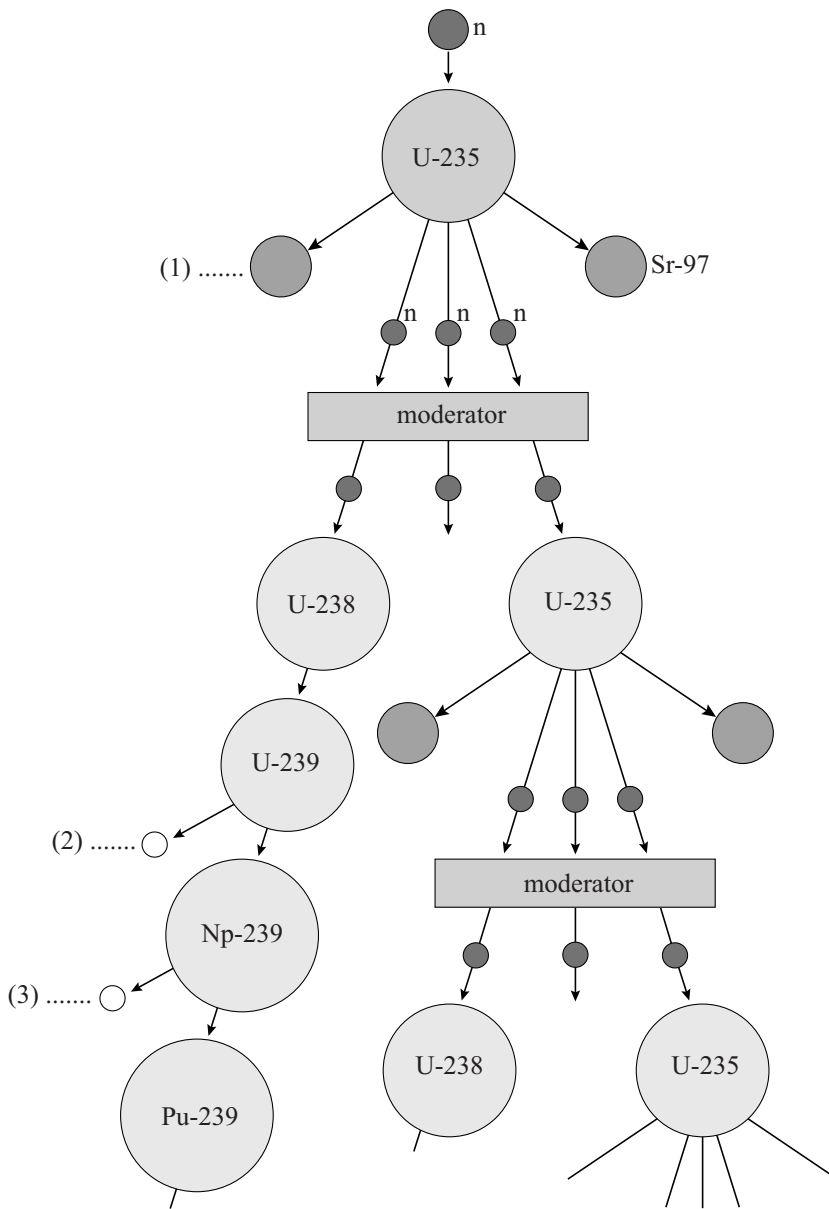 n
U-235
(1) .......
Sr-97
n n n
moderator
U-238
U-235
U-239
(2) .......
moderator
Np-239
(3) .......
U-238
U-235
Pu-239